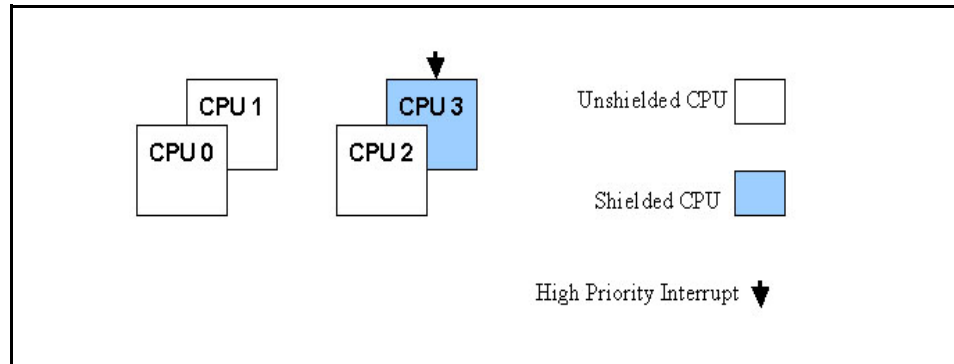 CPU 1
CPU 0
CPU 3
CPU 2
Unshielded CPU
Shielded CPU
High Priority Interrupt